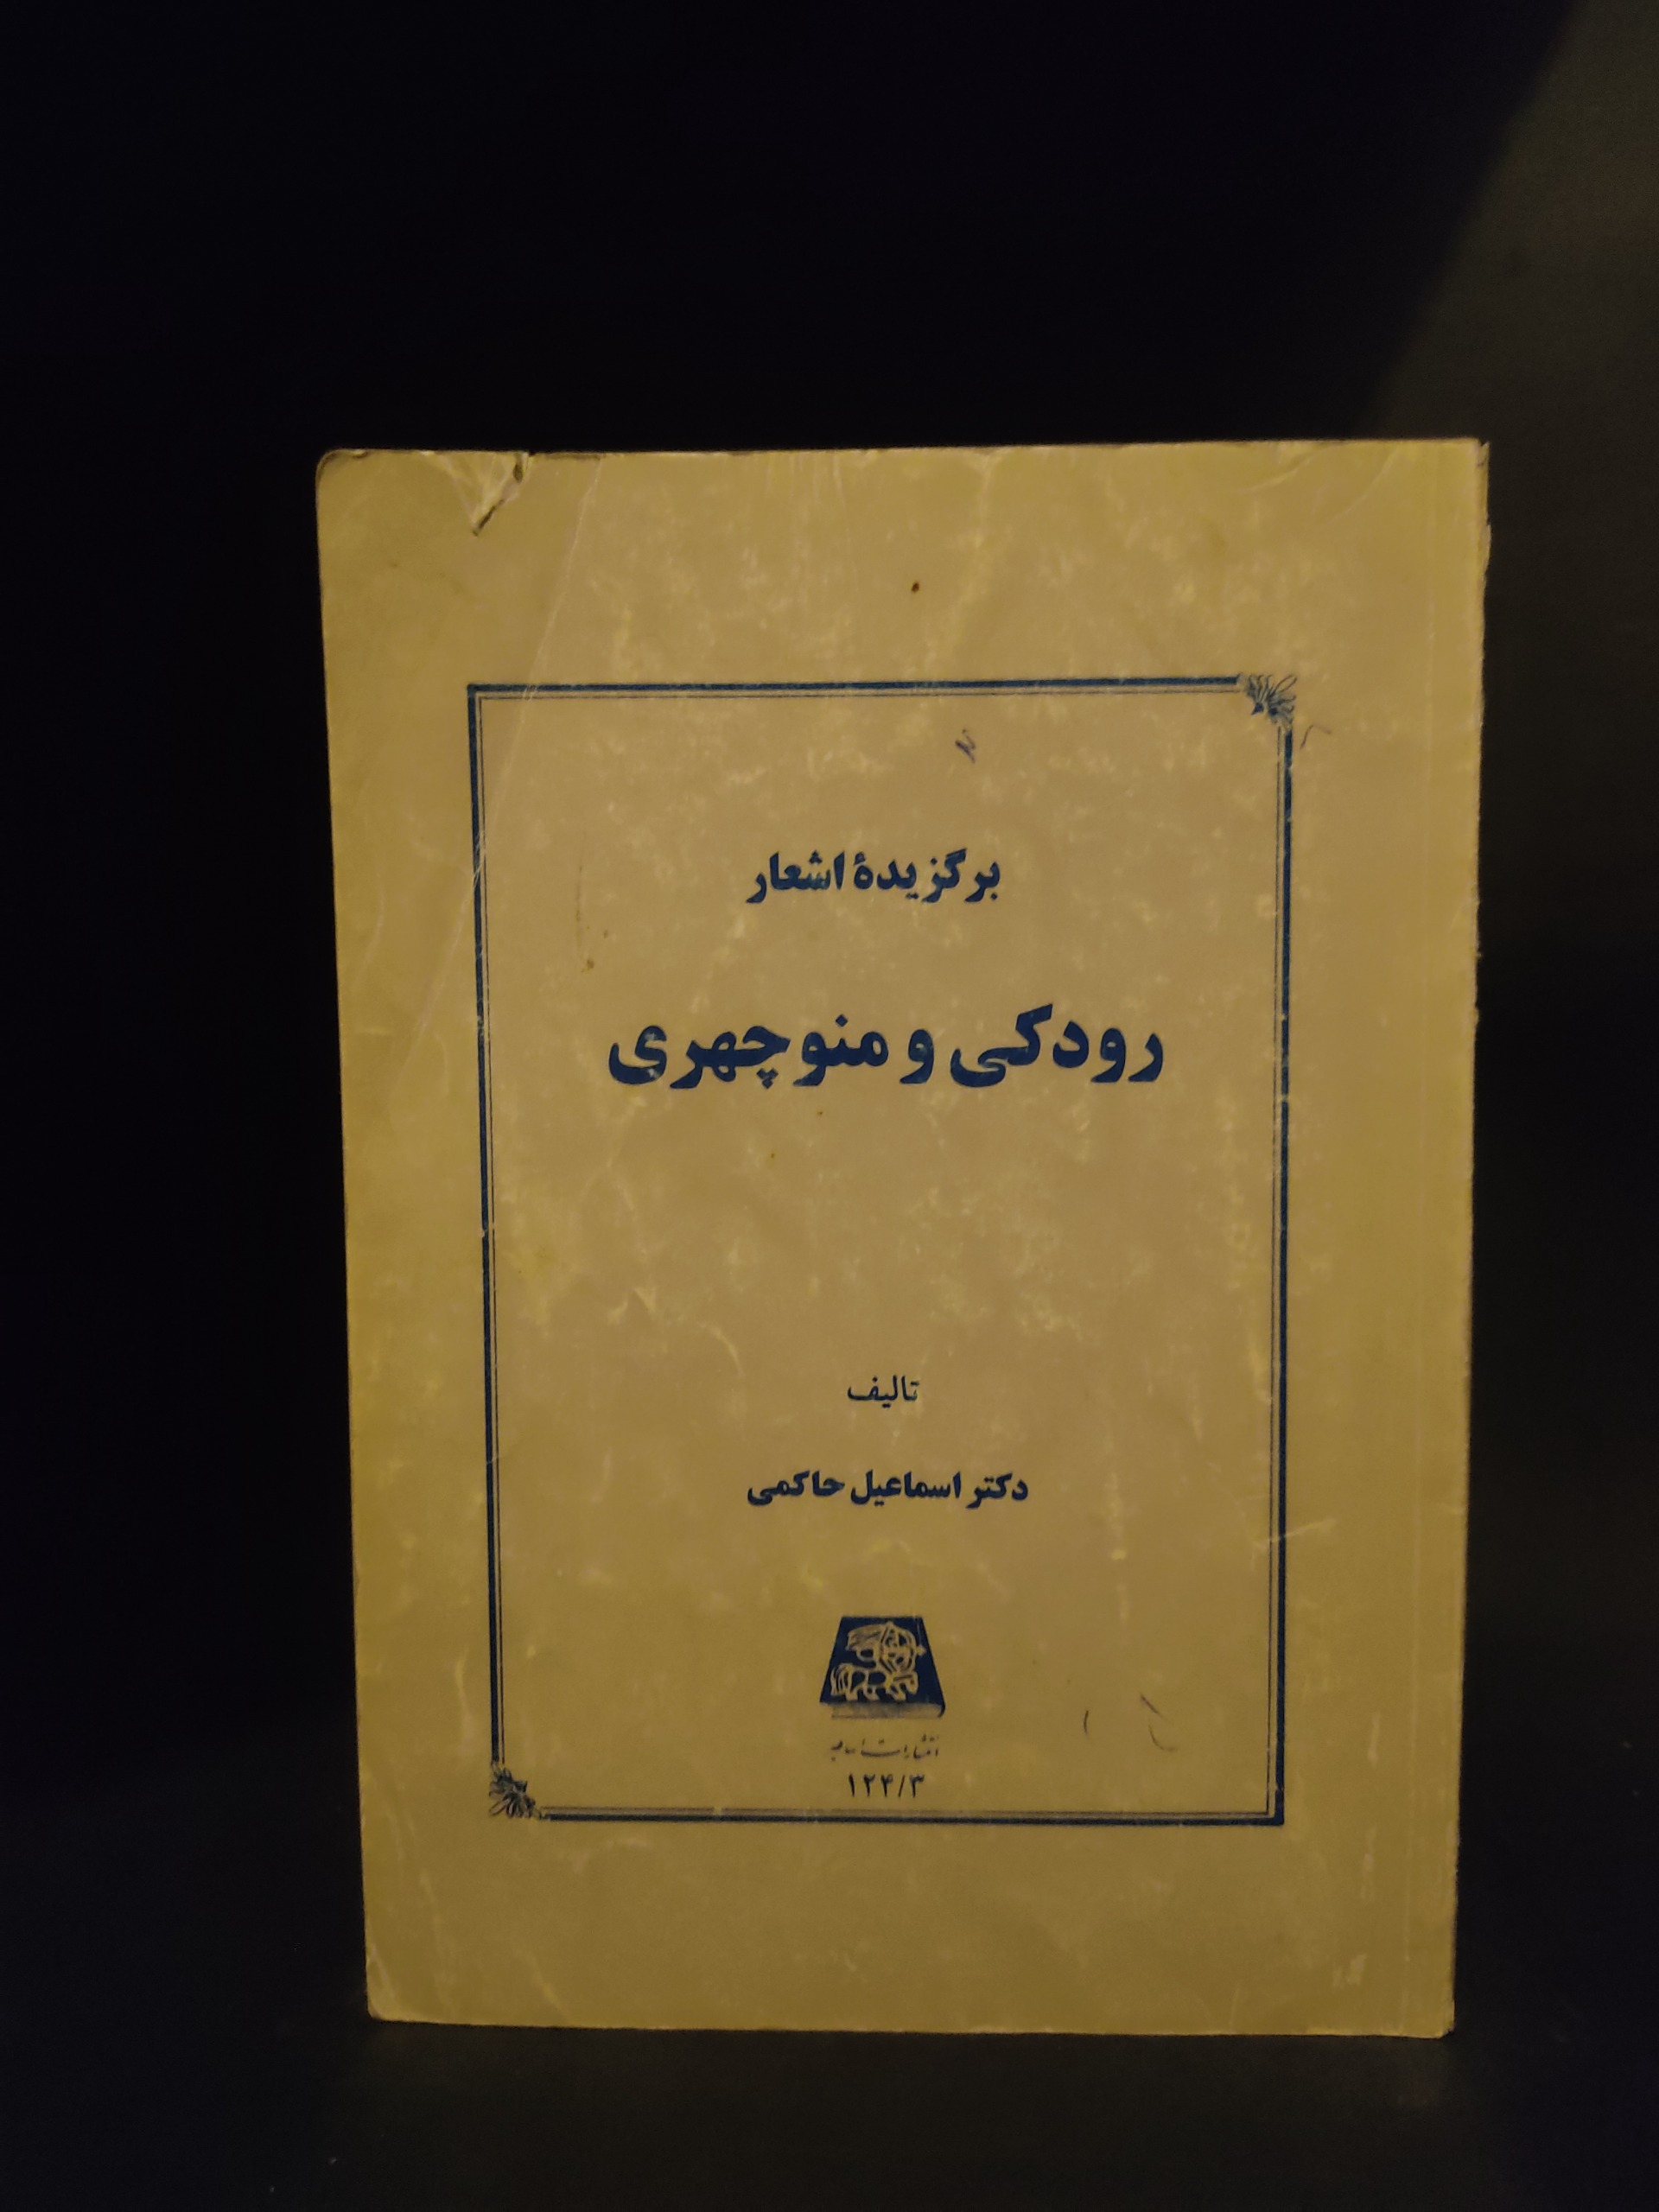 برگزیدهٔ اشعار
رودکی و منوچهری
تالیف
دکتر اسماعیل حاکمی
انتشارات اساطیر
۱۲۴/۳